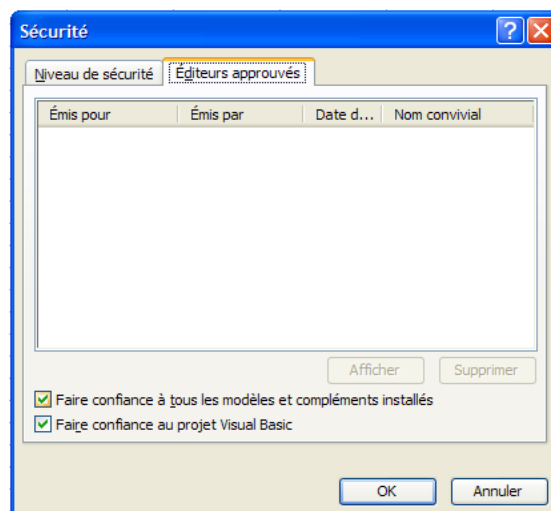 Sécurité
Niveau de sécurité Éditeurs approuvés
Émis pour Émis par Date d... Nom convivial
Afficher Supprimer
Faire confiance à tous les modèles et compléments installés
Faire confiance au projet Visual Basic
OK Annuler